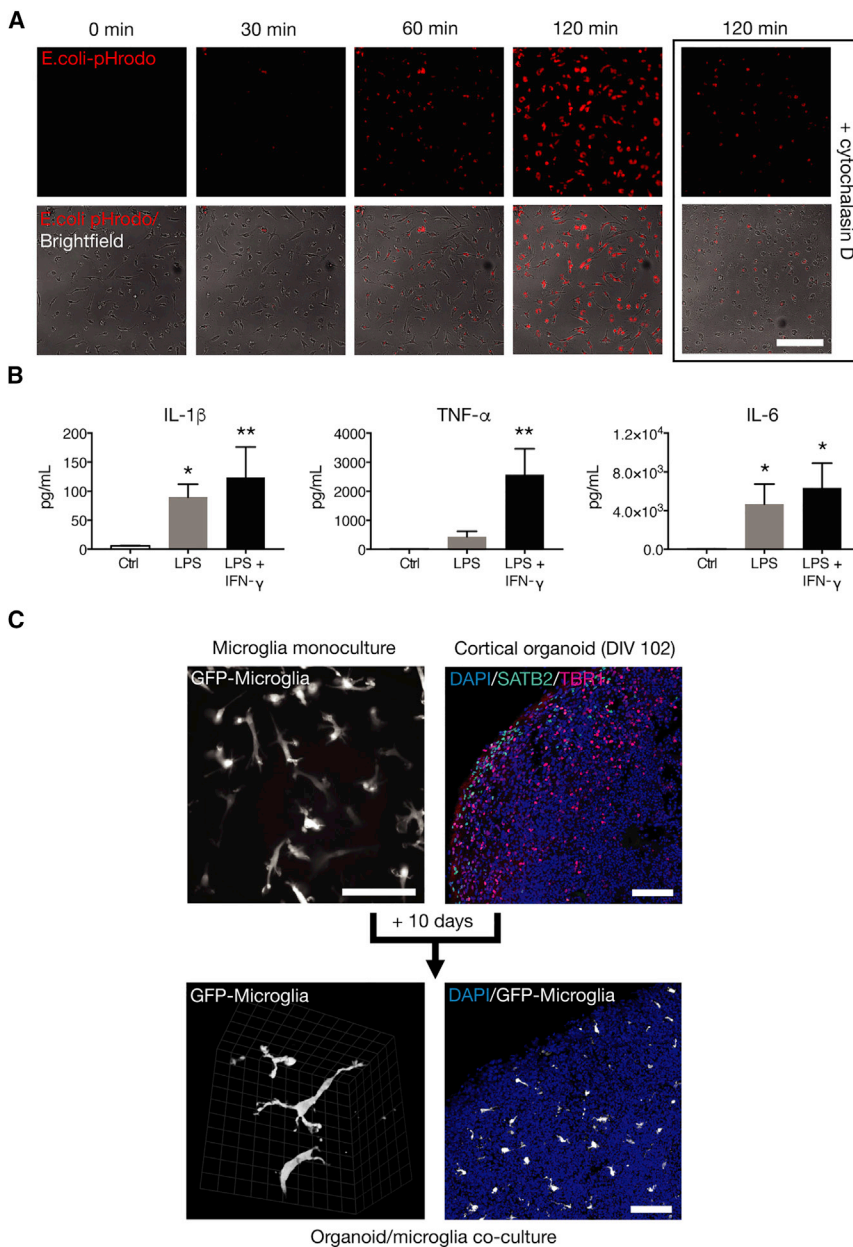 A
0 min
30 min
60 min
120 min
120 min
E.coli-pHrodo
E.coli pHrodo/
Brightfield
+ cytochalasin D
B
IL-1β
pg/mL
200
150
100
50
0
*
**
Ctrl
LPS
LPS +
IFN-γ
TNF-α
pg/mL
4000
3000
2000
1000
0
**
Ctrl
LPS
LPS +
IFN-γ
IL-6
pg/mL
1.2×10⁴
8.0×10³
4.0×10³
0.0
*
*
Ctrl
LPS
LPS +
IFN-γ
C
Microglia monoculture
Cortical organoid (DIV 102)
GFP-Microglia
DAPI/SATB2/TBR1
+ 10 days
GFP-Microglia
DAPI/GFP-Microglia
Organoid/microglia co-culture